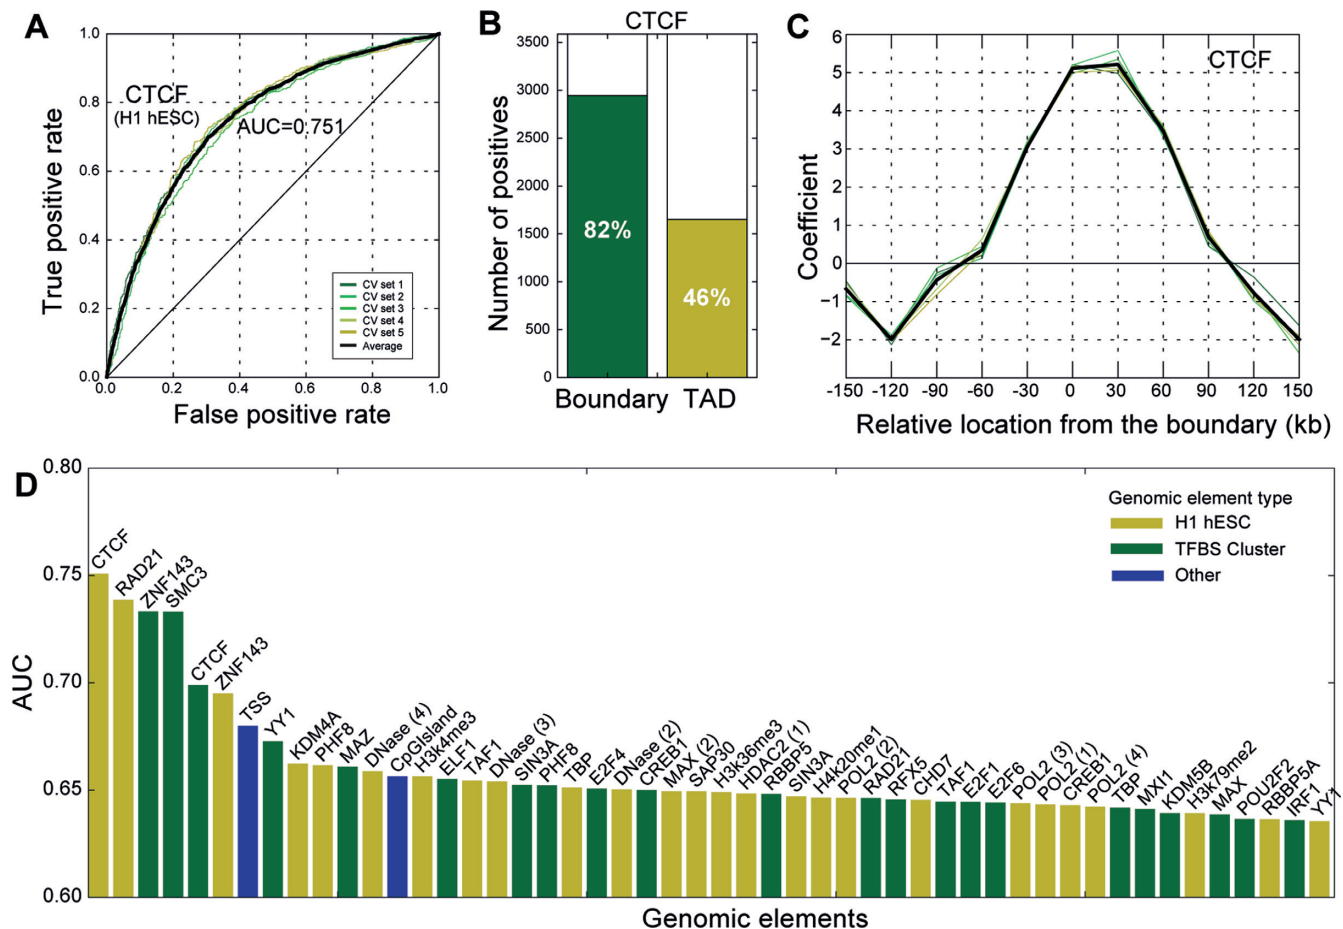 A
1.0
0.8
0.6
0.4
0.2
0.0
0.0
0.2
0.4
0.6
0.8
1.0
True positive rate
False positive rate
CTCF
(H1 hESC)
AUC=0.751
CV set 1
CV set 2
CV set 3
CV set 4
CV set 5
Average
B
CTCF
3500
3000
2500
2000
1500
1000
500
0
Number of positives
82%
46%
Boundary
TAD
C
CTCF
6
5
4
3
2
1
0
−1
−2
Coefficient
-150
-120
-90
-60
-30
0
30
60
90
120
150
Relative location from the boundary (kb)
D
0.80
0.75
0.70
0.65
0.60
AUC
Genomic element type
H1 hESC
TFBS Cluster
Other
CTCF
RAD21
ZNF143
SMC3
CTCF
ZNF143
TSS
YY1
KDM4A
PHF8
MAZ
DNase (4)
CpGIsland
H3k4me3
ELF1
TAF1
DNase (3)
SIN3A
PHF8
TBP
E2F4
DNase (2)
CREB1
MAX (2)
SAP30
H3k36me3
HDAC2 (1)
RBBP5
SIN3A
H4k20me1
POL2 (2)
RAD21
RFX5
CHD7
TAF1
E2F1
E2F6
POL2 (3)
POL2 (1)
CREB1
POL2 (4)
TBP
MXI1
KDM5B
H3k79me2
MAX
POU2F2
RBBP5A
IRF1
YY1
Genomic elements